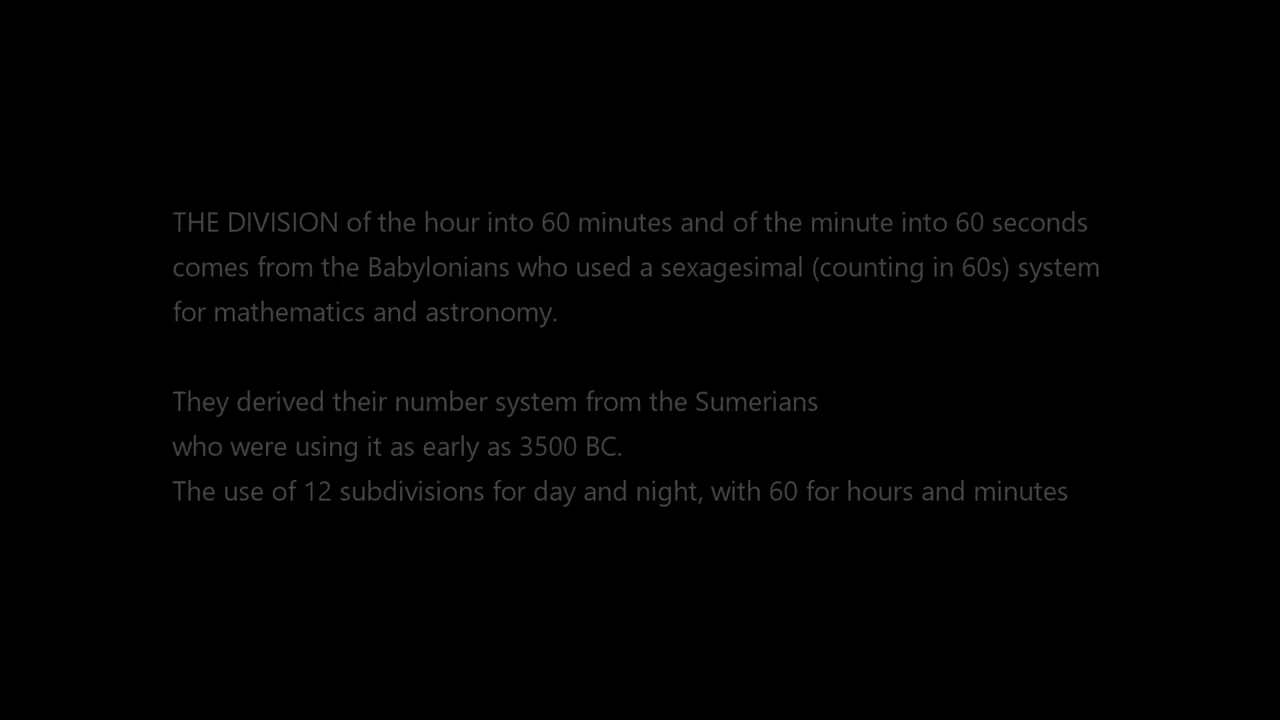 THE DIVISION of the hour into 60 minutes and of the minute into 60 seconds
comes from the Babylonians who used a sexagesimal (counting in 60s) system
for mathematics and astronomy.
They derived their number system from the Sumerians
who were using it as early as 3500 BC.
The use of 12 subdivisions for day and night, with 60 for hours and minutes